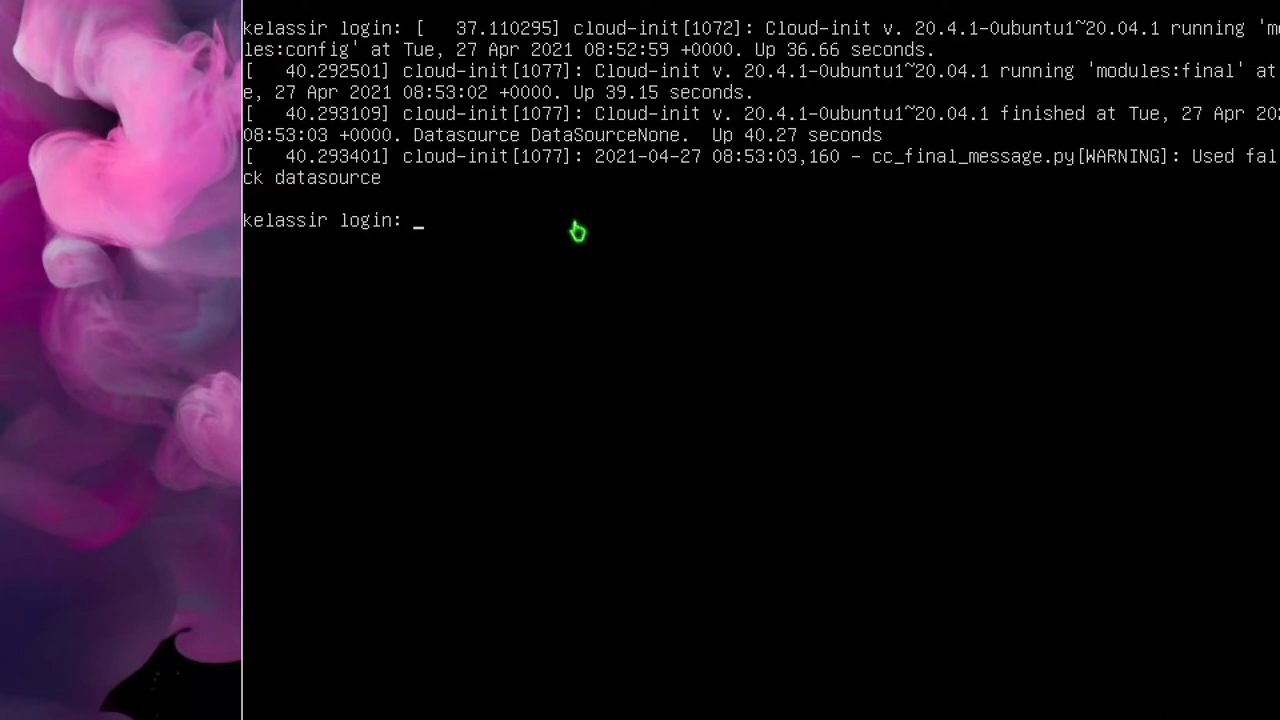 kelassir login: [   37.110295] cloud-init[1072]: Cloud-init v. 20.4.1-0ubuntu1~20.04.1 running 'm
les:config' at Tue, 27 Apr 2021 08:52:59 +0000. Up 36.66 seconds.
[   40.292501] cloud-init[1077]: Cloud-init v. 20.4.1-0ubuntu1~20.04.1 running 'modules:final' at
e, 27 Apr 2021 08:53:02 +0000. Up 39.15 seconds.
[   40.293109] cloud-init[1077]: Cloud-init v. 20.4.1-0ubuntu1~20.04.1 finished at Tue, 27 Apr 20
08:53:03 +0000. Datasource DataSourceNone.  Up 40.27 seconds
[   40.293401] cloud-init[1077]: 2021-04-27 08:53:03,160 - cc_final_message.py[WARNING]: Used fal
ck datasource
kelassir login: _